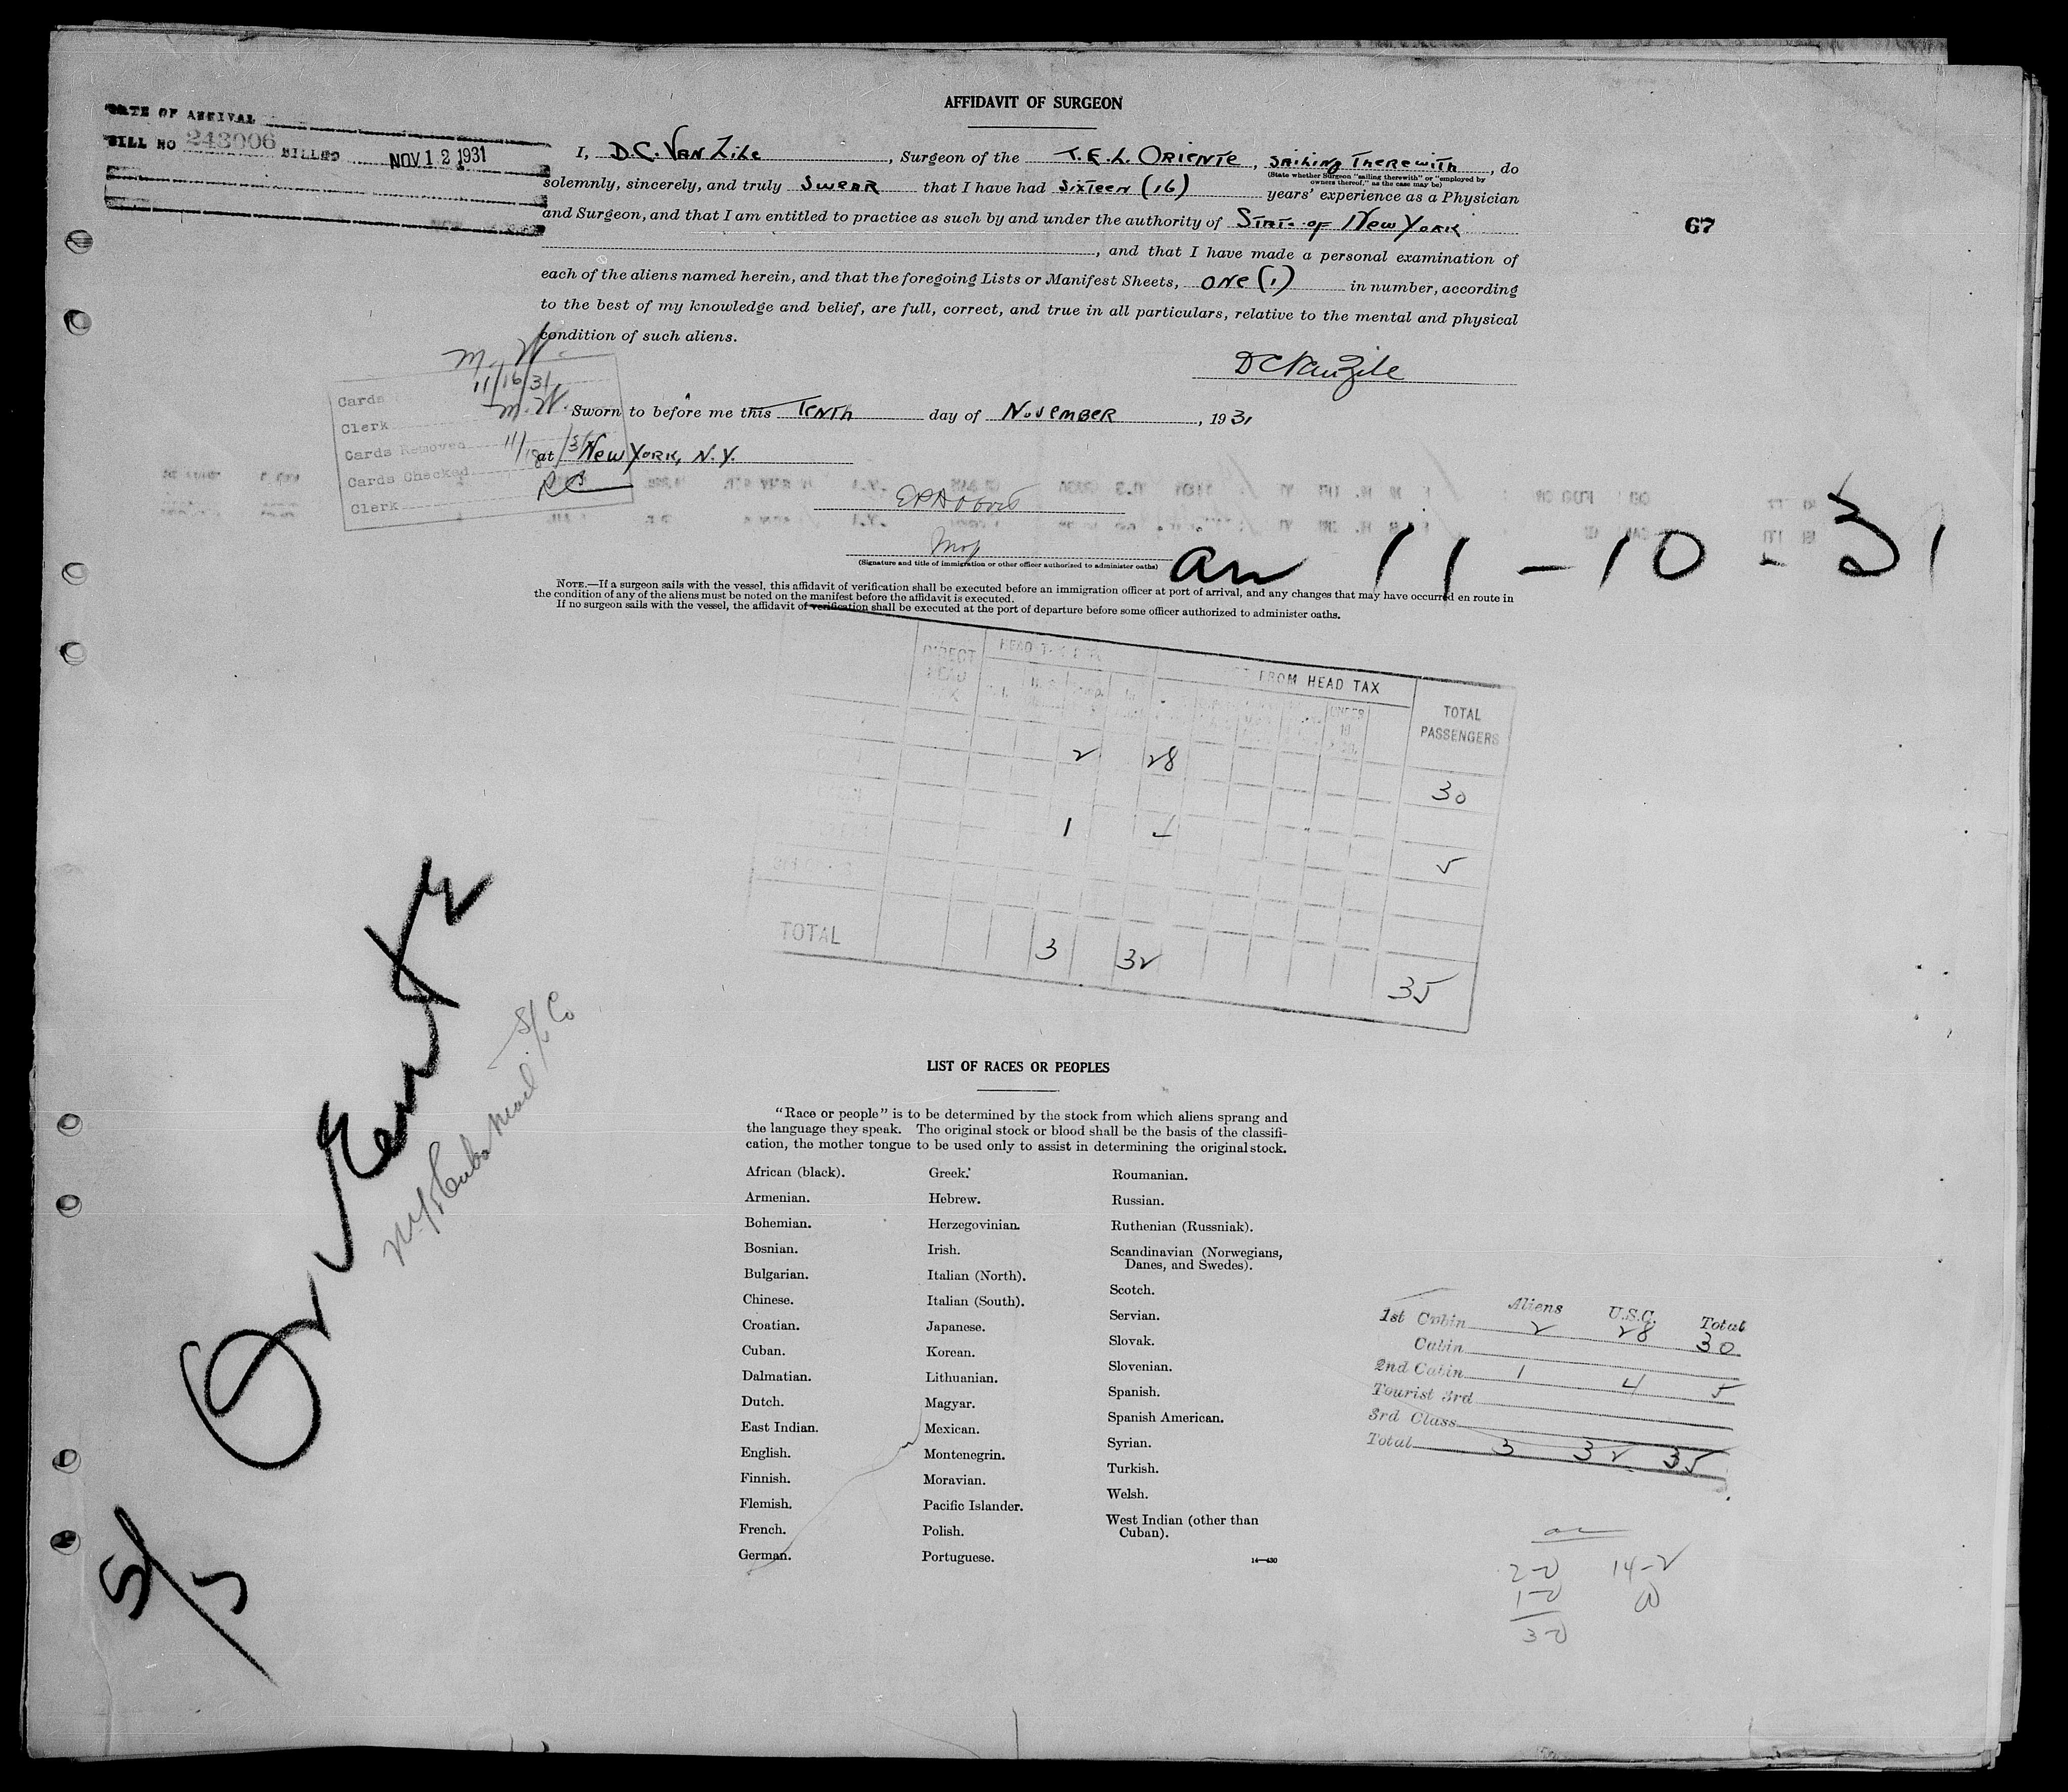 AFFIDAVIT OF SURGEON
DATE OF ARRIVAL
BILL NO 243006 BILLED NOV 12 1931
I, D.C. Van Zile, Surgeon of the T.E.L. Oriente, sailing therewith, do
(State whether Surgeon "sailing therewith" or "employed by
owners thereof," as the case may be)
solemnly, sincerely, and truly swear that I have had sixteen (16) years' experience as a Physician
and Surgeon, and that I am entitled to practice as such by and under the authority of State of New York
67
, and that I have made a personal examination of
each of the aliens named herein, and that the foregoing Lists or Manifest Sheets, one (1) in number, according
to the best of my knowledge and belief, are full, correct, and true in all particulars, relative to the mental and physical
condition of such aliens.
D C Van Zile
M. W.
Cards 11/16/31
Clerk M. W.
Cards Removed 11/18/31
Cards Checked
Clerk RC
Sworn to before me this Tenth day of November, 1931
at New York, N.Y.
(Signature and title of immigration or other officer authorized to administer oaths)
11-10-31
NOTE.—If a surgeon sails with the vessel, this affidavit of verification shall be executed before an immigration officer at port of arrival, and any changes that may have occurred en route in
the condition of any of the aliens must be noted on the manifest before the affidavit is executed.
If no surgeon sails with the vessel, the affidavit of verification shall be executed at the port of departure before some officer authorized to administer oaths.
DIRECT HEAD TAX
FROM HEAD TAX
UNDER 16
TOTAL PASSENGERS
2 28 30
1 4 5
TOTAL 3 32 35
Oriente
S/S
LIST OF RACES OR PEOPLES
"Race or people" is to be determined by the stock from which aliens sprang and
the language they speak. The original stock or blood shall be the basis of the classifi-
cation, the mother tongue to be used only to assist in determining the original stock.
African (black).
Armenian.
Bohemian.
Bosnian.
Bulgarian.
Chinese.
Croatian.
Cuban.
Dalmatian.
Dutch.
East Indian.
English.
Finnish.
Flemish.
French.
German.
Greek.
Hebrew.
Herzegovinian.
Irish.
Italian (North).
Italian (South).
Japanese.
Korean.
Lithuanian.
Magyar.
Mexican.
Montenegrin.
Moravian.
Pacific Islander.
Polish.
Portuguese.
Roumanian.
Russian.
Ruthenian (Russniak).
Scandinavian (Norwegians,
Danes, and Swedes).
Scotch.
Servian.
Slovak.
Slovenian.
Spanish.
Spanish American.
Syrian.
Turkish.
Welsh.
West Indian (other than
Cuban).
14—430
Aliens U.S.C. Total
1st Cabin 2 28 30
Cabin
2nd Cabin 1 4 5
Tourist 3rd
3rd Class
Total 3 32 35
2-0 14-2
1-0
3-0